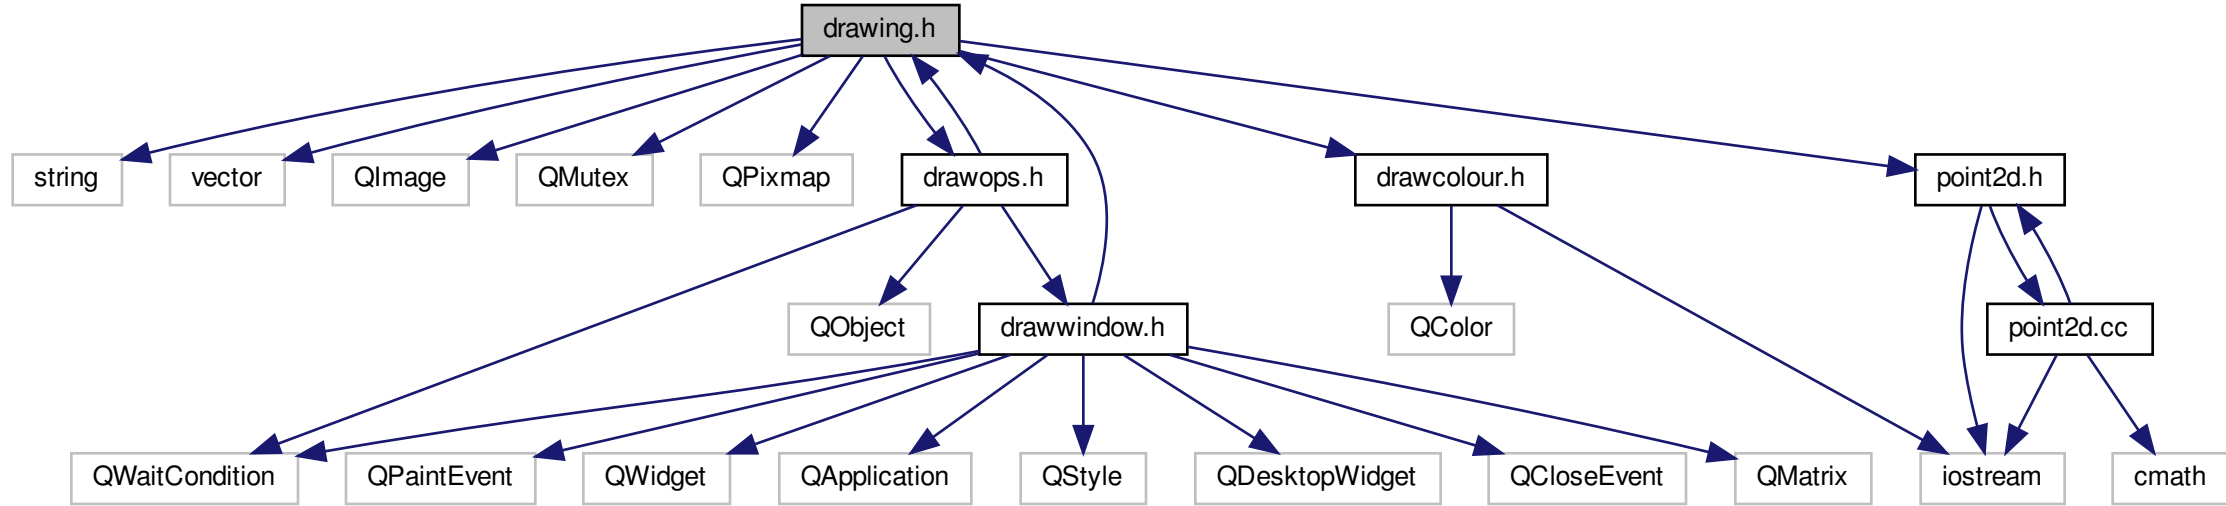 drawing.h
string
vector
QImage
QMutex
QPixmap
drawops.h
drawcolour.h
point2d.h
QObject
drawwindow.h
QColor
point2d.cc
QWaitCondition
QPaintEvent
QWidget
QApplication
QStyle
QDesktopWidget
QCloseEvent
QMatrix
iostream
cmath